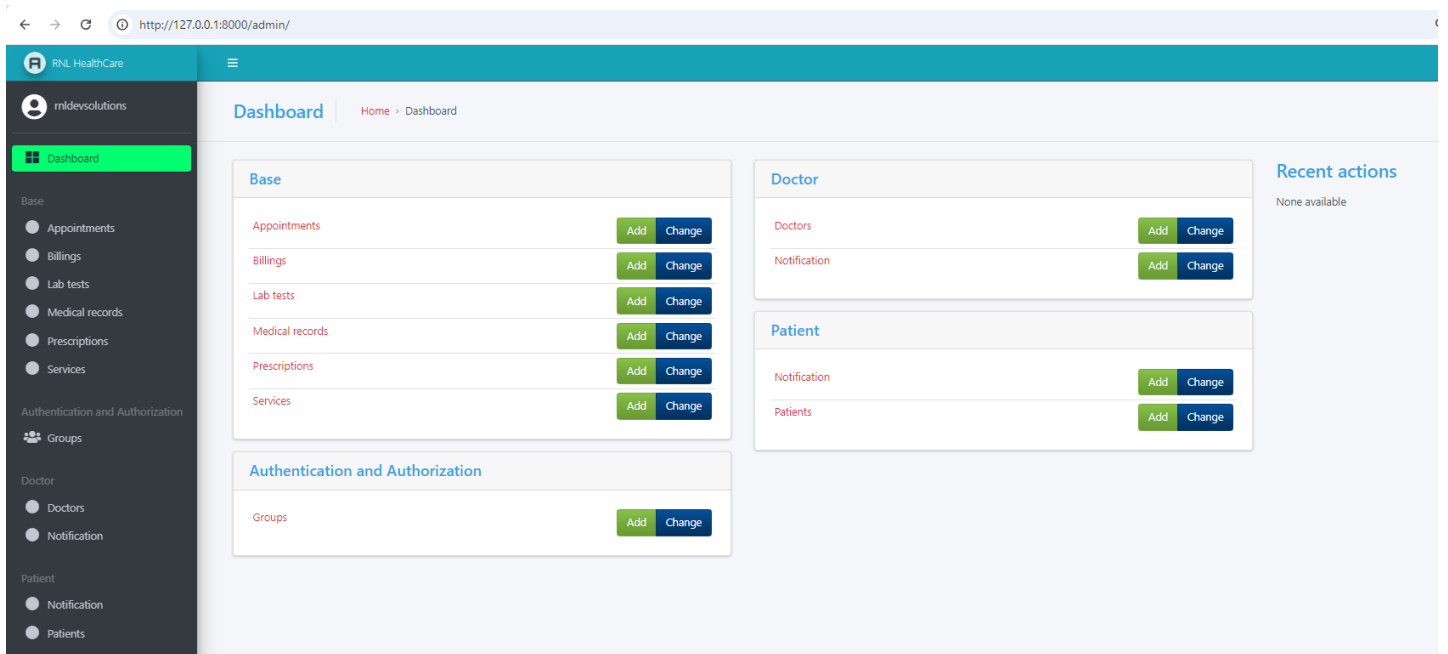 http://127.0.0.1:8000/admin/
RNL HealthCare
rnldevsolutions
Dashboard
Base
Appointments
Billings
Lab tests
Medical records
Prescriptions
Services
Authentication and Authorization
Groups
Doctor
Doctors
Notification
Patient
Notification
Patients
Dashboard
Home › Dashboard
Base
Appointments Add Change
Billings Add Change
Lab tests Add Change
Medical records Add Change
Prescriptions Add Change
Services Add Change
Authentication and Authorization
Groups Add Change
Doctor
Doctors Add Change
Notification Add Change
Patient
Notification Add Change
Patients Add Change
Recent actions
None available